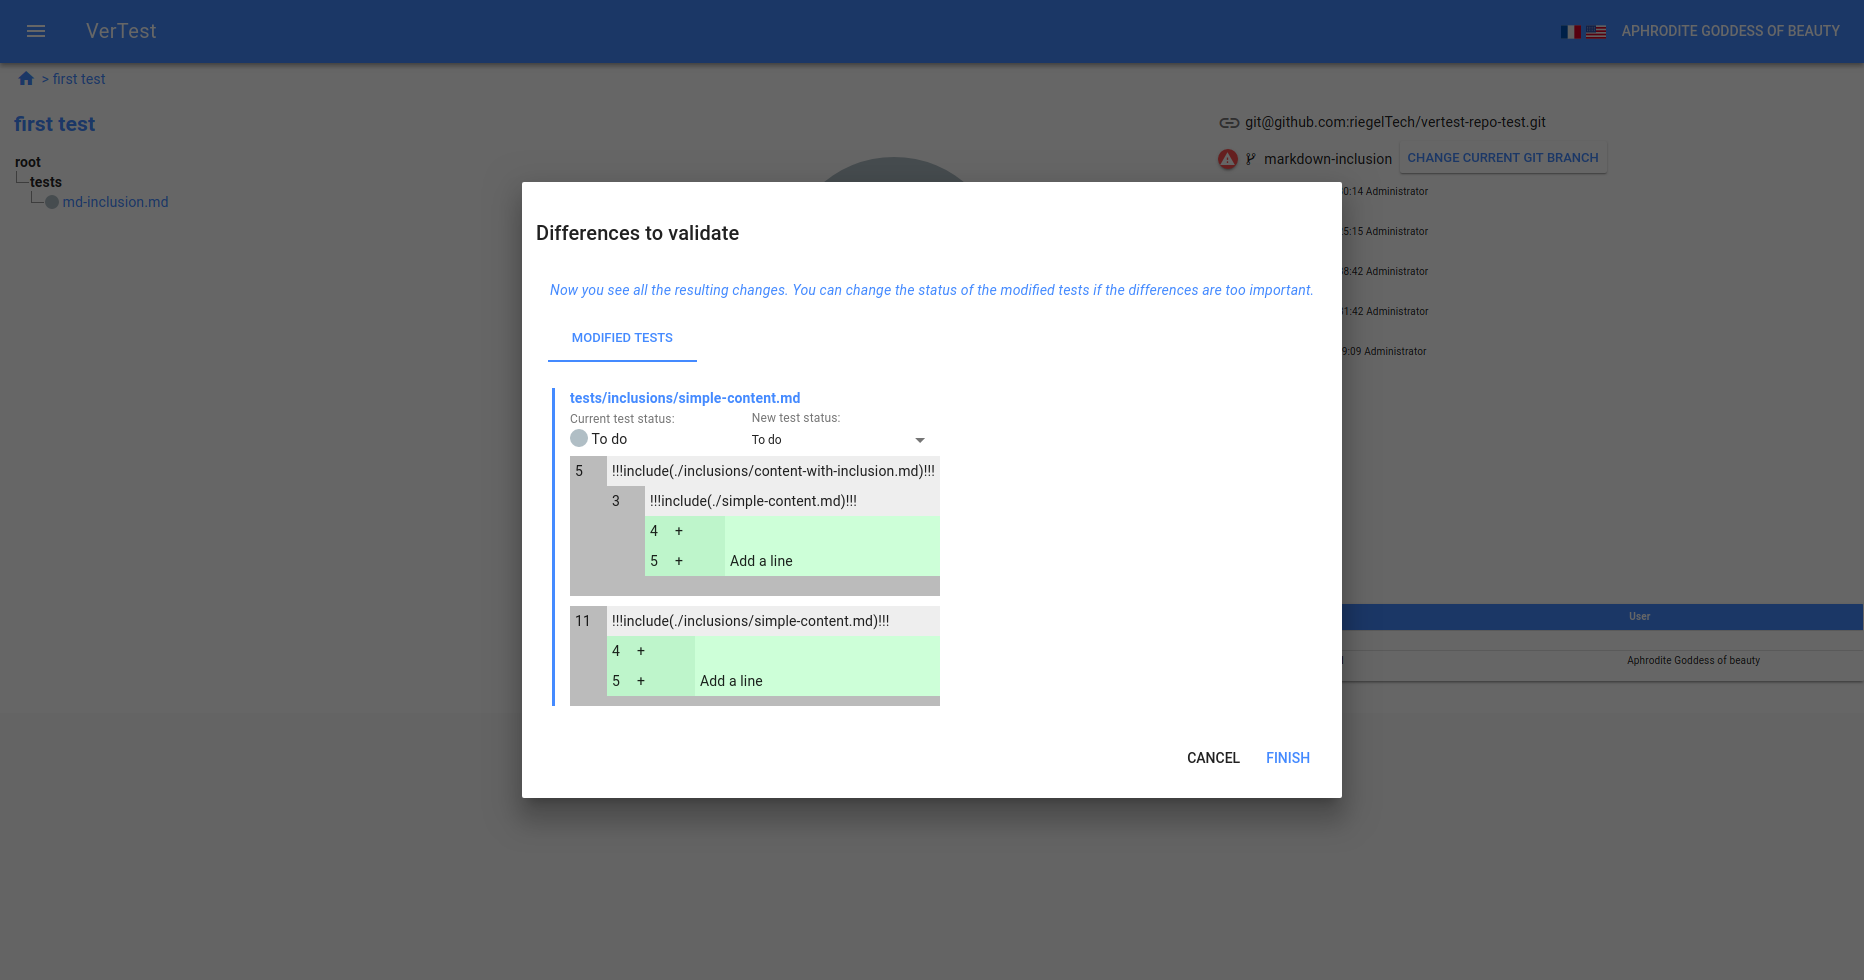 VerTest
APHRODITE GODDESS OF BEAUTY
> first test
first test
git@github.com:riegelTech/vertest-repo-test.git
markdown-inclusion
CHANGE CURRENT GIT BRANCH
root
tests
md-inclusion.md
0:14 Administrator
5:15 Administrator
8:42 Administrator
1:42 Administrator
9:09 Administrator
Differences to validate
Now you see all the resulting changes. You can change the status of the modified tests if the differences are too important.
MODIFIED TESTS
tests/inclusions/simple-content.md
Current test status:
New test status:
To do
To do
5 !!!include(./inclusions/content-with-inclusion.md)!!!
3 !!!include(./simple-content.md)!!!
4 +
5 + Add a line
11 !!!include(./inclusions/simple-content.md)!!!
4 +
5 + Add a line
User
Aphrodite Goddess of beauty
CANCEL
FINISH